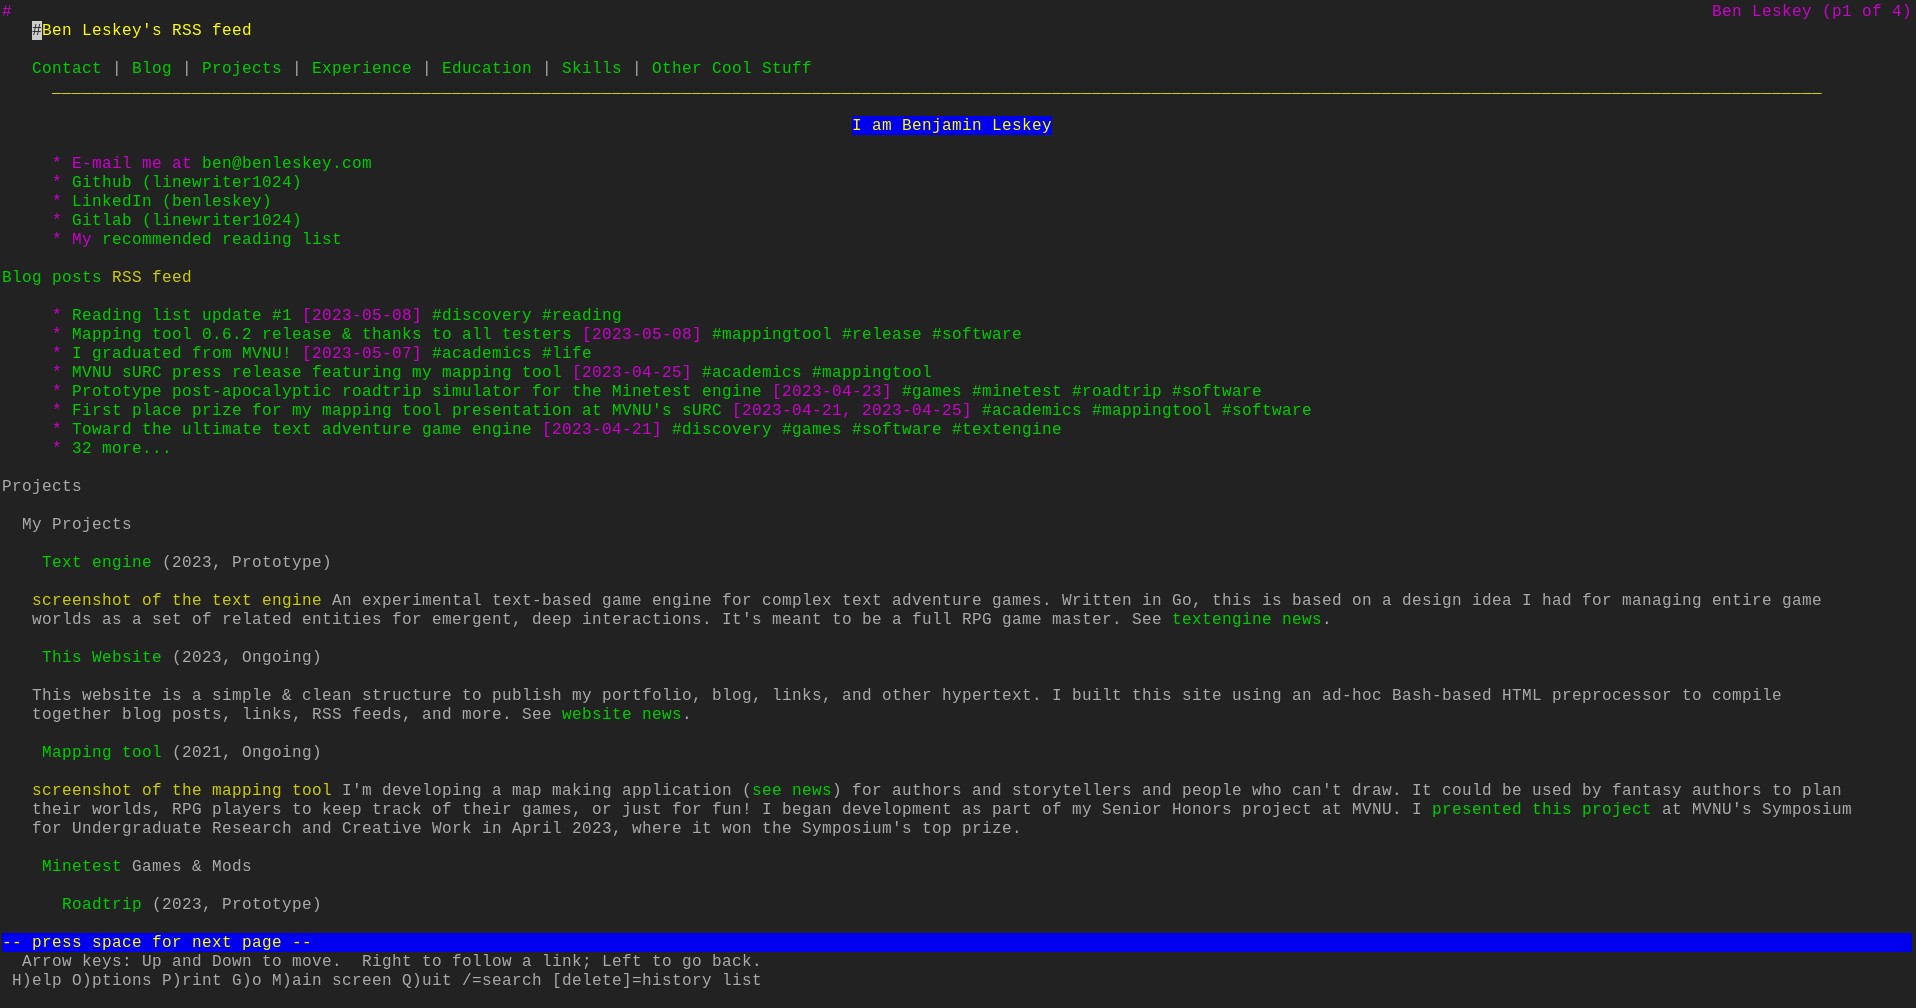 #
Ben Leskey (p1 of 4)
#Ben Leskey's RSS feed
Contact | Blog | Projects | Experience | Education | Skills | Other Cool Stuff
I am Benjamin Leskey
* E-mail me at ben@benleskey.com
* Github (linewriter1024)
* LinkedIn (benleskey)
* Gitlab (linewriter1024)
* My recommended reading list
Blog posts RSS feed
* Reading list update #1 [2023-05-08] #discovery #reading
* Mapping tool 0.6.2 release & thanks to all testers [2023-05-08] #mappingtool #release #software
* I graduated from MVNU! [2023-05-07] #academics #life
* MVNU sURC press release featuring my mapping tool [2023-04-25] #academics #mappingtool
* Prototype post-apocalyptic roadtrip simulator for the Minetest engine [2023-04-23] #games #minetest #roadtrip #software
* First place prize for my mapping tool presentation at MVNU's sURC [2023-04-21, 2023-04-25] #academics #mappingtool #software
* Toward the ultimate text adventure game engine [2023-04-21] #discovery #games #software #textengine
* 32 more...
Projects
My Projects
Text engine (2023, Prototype)
screenshot of the text engine An experimental text-based game engine for complex text adventure games. Written in Go, this is based on a design idea I had for managing entire game
worlds as a set of related entities for emergent, deep interactions. It's meant to be a full RPG game master. See textengine news.
This Website (2023, Ongoing)
This website is a simple & clean structure to publish my portfolio, blog, links, and other hypertext. I built this site using an ad-hoc Bash-based HTML preprocessor to compile
together blog posts, links, RSS feeds, and more. See website news.
Mapping tool (2021, Ongoing)
screenshot of the mapping tool I'm developing a map making application (see news) for authors and storytellers and people who can't draw. It could be used by fantasy authors to plan
their worlds, RPG players to keep track of their games, or just for fun! I began development as part of my Senior Honors project at MVNU. I presented this project at MVNU's Symposium
for Undergraduate Research and Creative Work in April 2023, where it won the Symposium's top prize.
Minetest Games & Mods
Roadtrip (2023, Prototype)
-- press space for next page --
Arrow keys: Up and Down to move.  Right to follow a link; Left to go back.
H)elp O)ptions P)rint G)o M)ain screen Q)uit /=search [delete]=history list